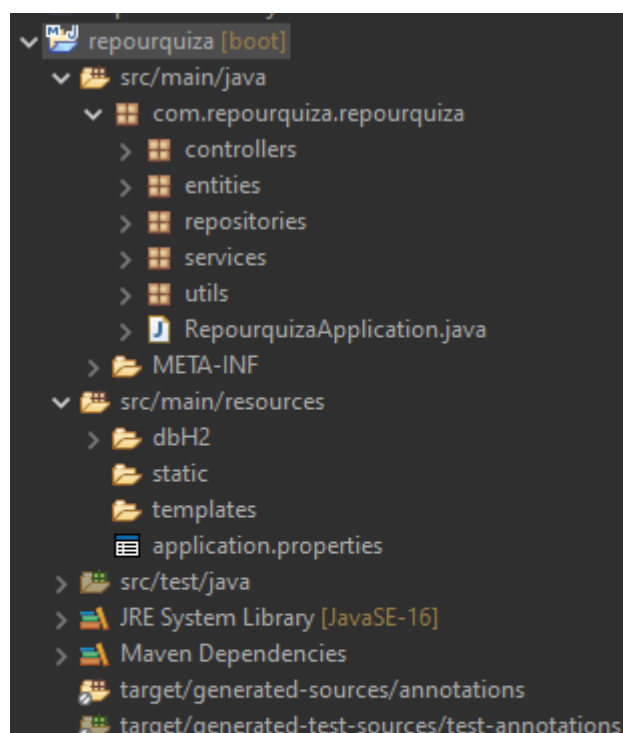 repourquiza [boot]
src/main/java
com.repourquiza.repourquiza
controllers
entities
repositories
services
utils
RepourquizaApplication.java
META-INF
src/main/resources
dbH2
static
templates
application.properties
src/test/java
JRE System Library [JavaSE-16]
Maven Dependencies
target/generated-sources/annotations
target/generated-test-sources/test-annotations